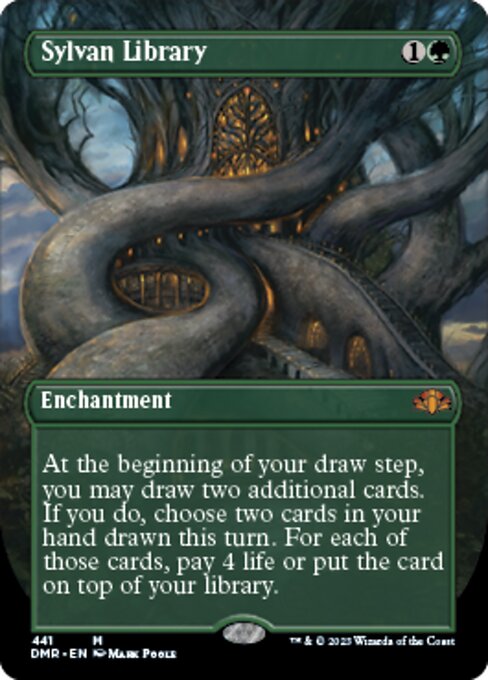 Sylvan Library 1
Enchantment
At the beginning of your draw step,
you may draw two additional cards.
If you do, choose two cards in your
hand drawn this turn. For each of
those cards, pay 4 life or put the card
on top of your library.
441 M
DMR • EN Mark Poole
™ & © 2023 Wizards of the Coast